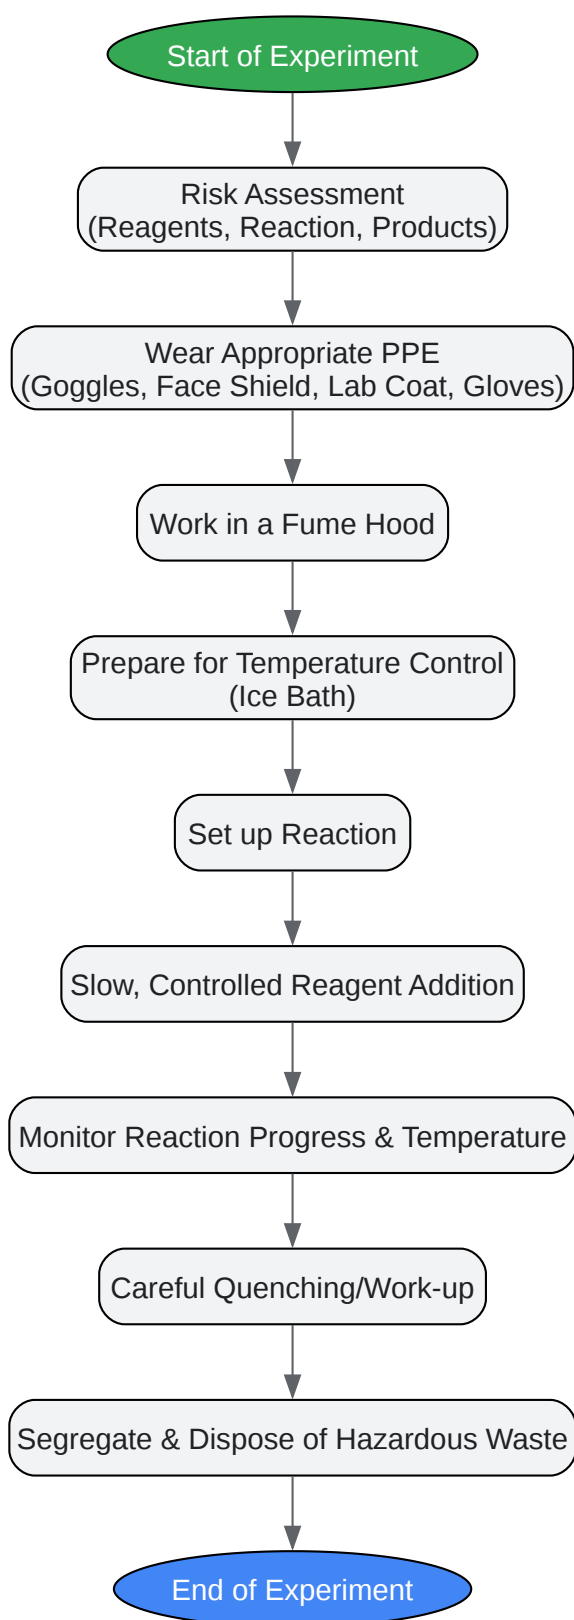 Start of Experiment
Risk Assessment
(Reagents, Reaction, Products)
Wear Appropriate PPE
(Goggles, Face Shield, Lab Coat, Gloves)
Work in a Fume Hood
Prepare for Temperature Control
(Ice Bath)
Set up Reaction
Slow, Controlled Reagent Addition
Monitor Reaction Progress & Temperature
Careful Quenching/Work-up
Segregate & Dispose of Hazardous Waste
End of Experiment